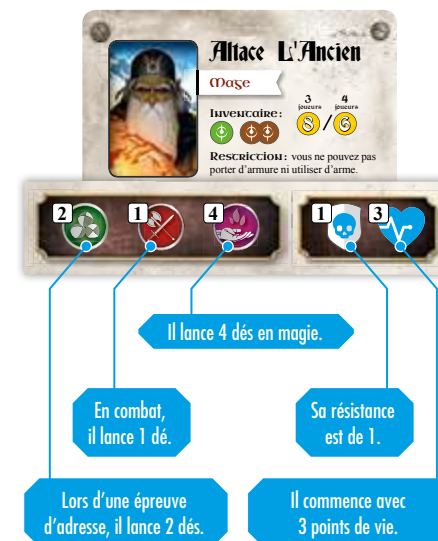 Altace L'Ancien
Mage
Inventaire:
3 joueurs 4 joueurs
8 / 6
Restriction: vous ne pouvez pas
porter d'armure ni utiliser d'arme.
2 1 4 1 3
Il lance 4 dés en magie.
En combat,
il lance 1 dé.
Sa résistance
est de 1.
Lors d'une épreuve
d'adresse, il lance 2 dés.
Il commence avec
3 points de vie.